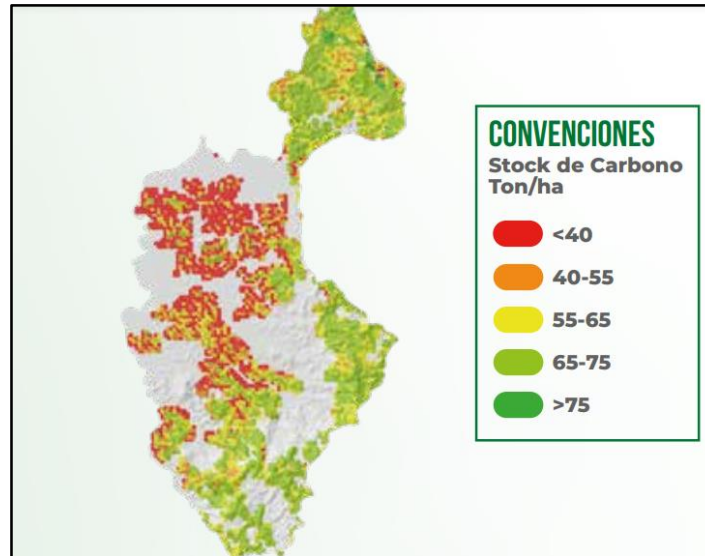 CONVENCIONES
Stock de Carbono
Ton/ha
<40
40-55
55-65
65-75
>75